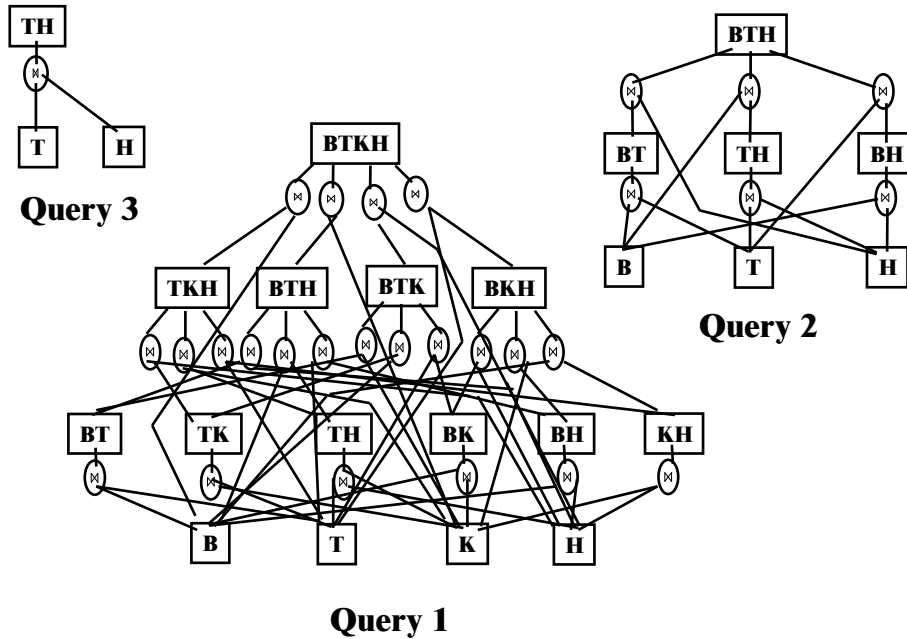 TH
⋈
T H
Query 3
BTH
⋈ ⋈ ⋈
BT TH BH
⋈ ⋈ ⋈
B T H
Query 2
BTKH
⋈ ⋈ ⋈ ⋈
TKH BTH BTK BKH
⋈ ⋈ ⋈ ⋈ ⋈ ⋈ ⋈ ⋈ ⋈ ⋈ ⋈ ⋈
BT TK TH BK BH KH
⋈ ⋈ ⋈ ⋈ ⋈ ⋈
B T K H
Query 1